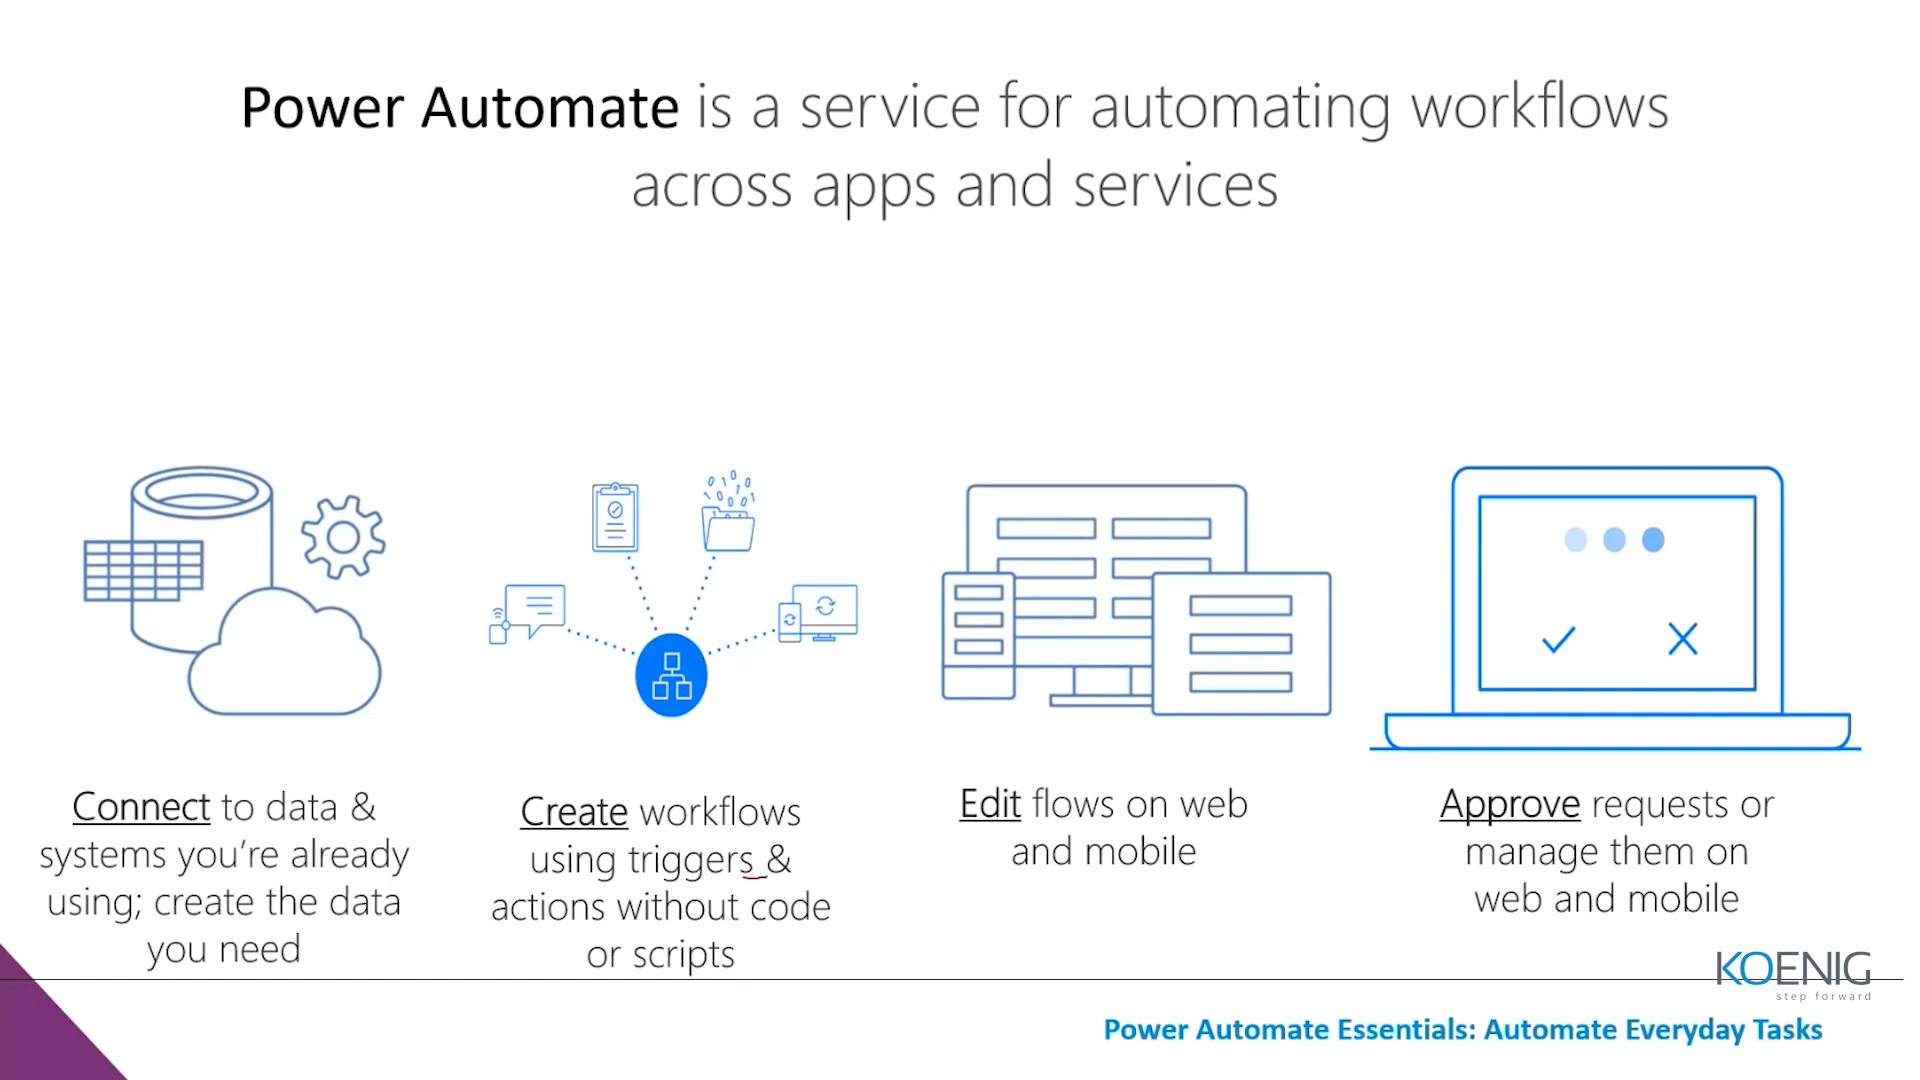 Power Automate is a service for automating workflows
across apps and services
Connect to data &
systems you’re already
using; create the data
you need
Create workflows
using triggers &
actions without code
or scripts
Edit flows on web
and mobile
Approve requests or
manage them on
web and mobile
KOENIG
step forward
Power Automate Essentials: Automate Everyday Tasks